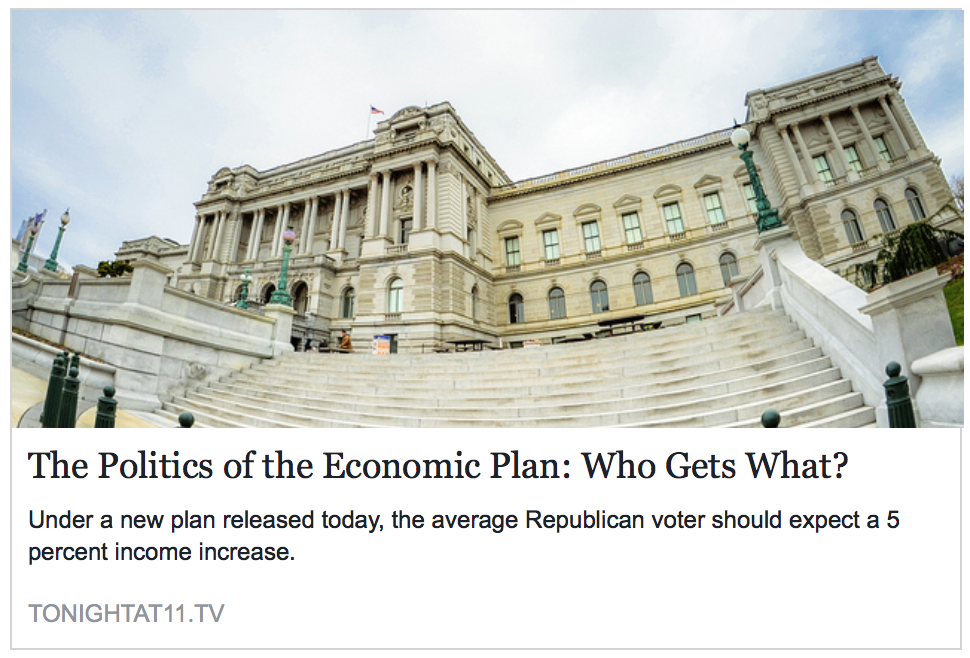 The Politics of the Economic Plan: Who Gets What?
Under a new plan released today, the average Republican voter should expect a 5
percent income increase.
TONIGHTAT11.TV